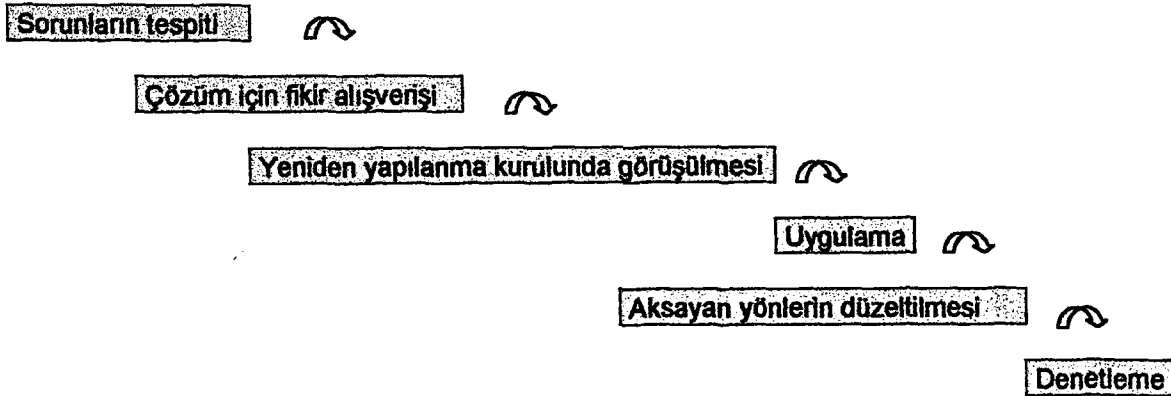 Sorunların tespiti
Çözüm için fikir alışverişi
Yeniden yapılanma kurulunda görüşülmesi
Uygulama
Aksayan yönlerin düzeltilmesi
Denetleme